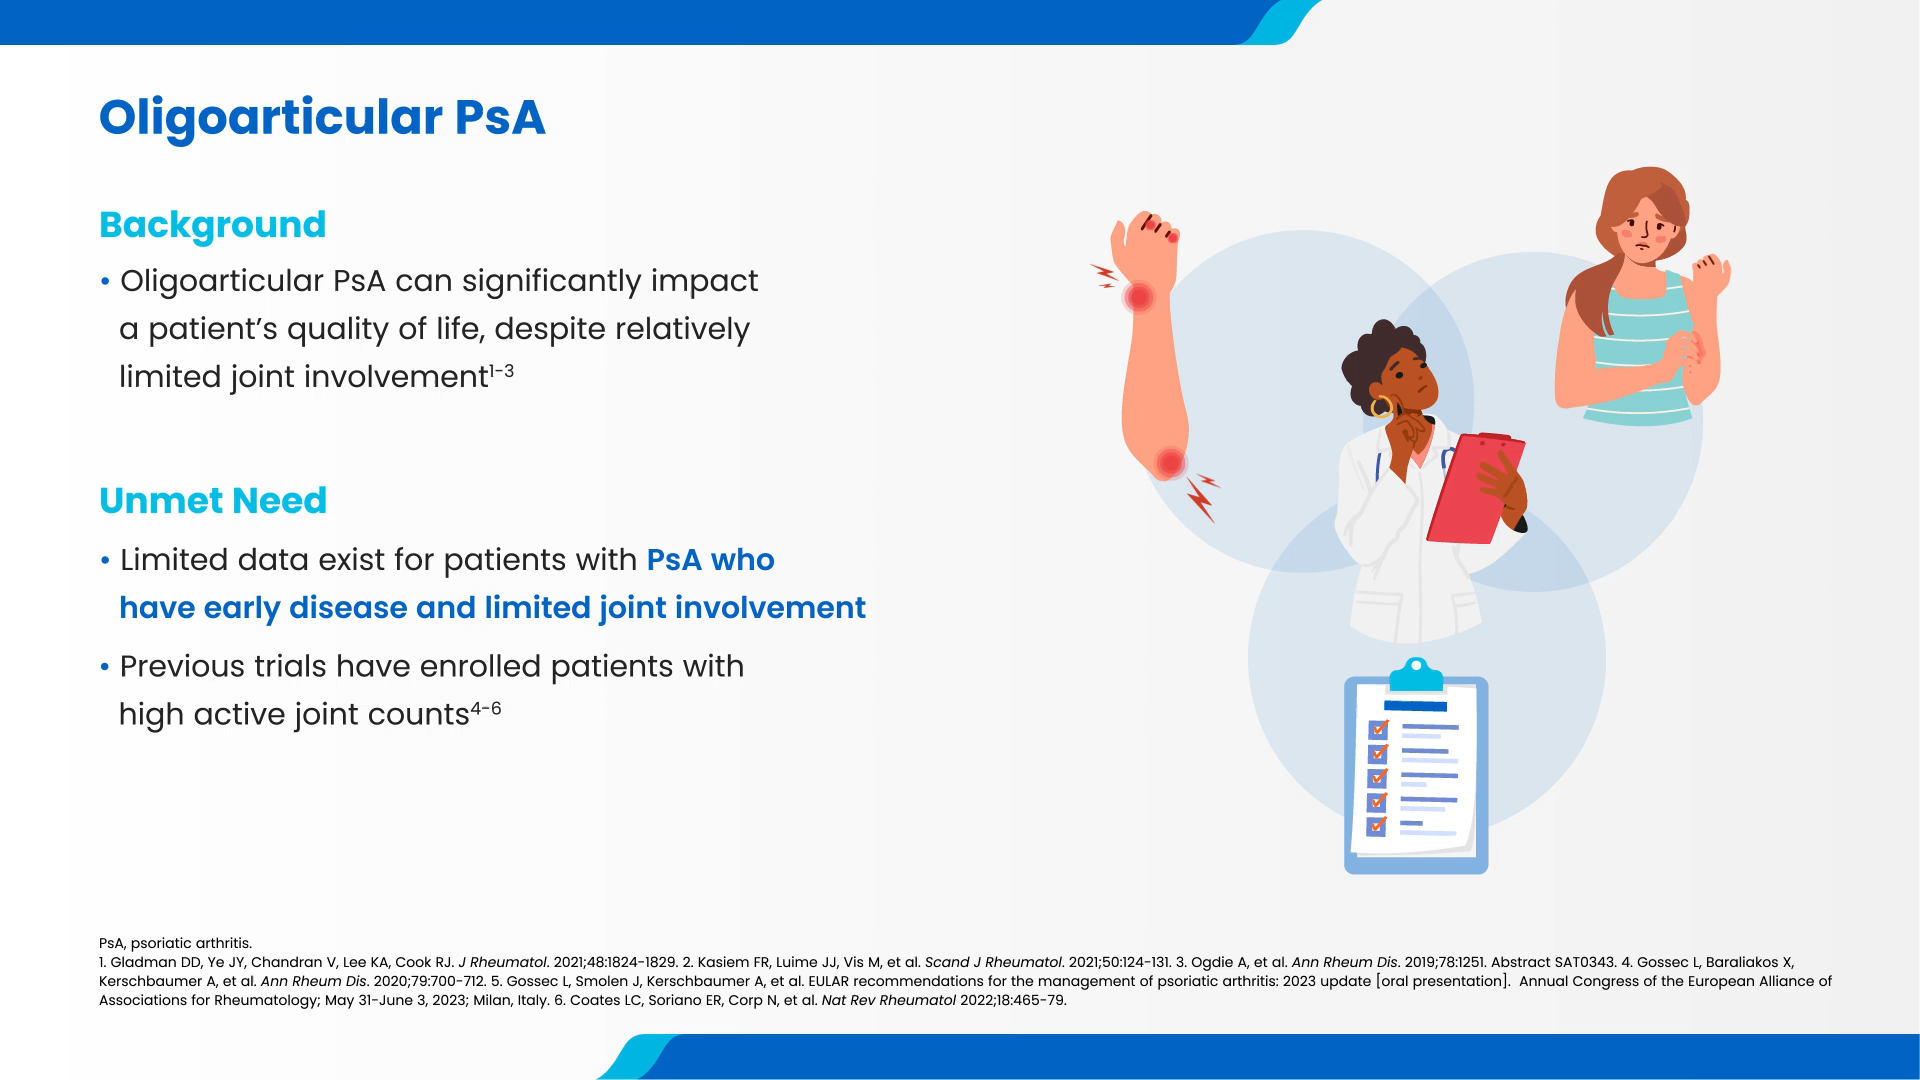 Oligoarticular PsA
Background
• Oligoarticular PsA can significantly impact
a patient’s quality of life, despite relatively
limited joint involvement1-3
Unmet Need
• Limited data exist for patients with PsA who
have early disease and limited joint involvement
• Previous trials have enrolled patients with
high active joint counts4-6
PsA, psoriatic arthritis.
1. Gladman DD, Ye JY, Chandran V, Lee KA, Cook RJ. J Rheumatol. 2021;48:1824-1829. 2. Kasiem FR, Luime JJ, Vis M, et al. Scand J Rheumatol. 2021;50:124-131. 3. Ogdie A, et al. Ann Rheum Dis. 2019;78:1251. Abstract SAT0343. 4. Gossec L, Baraliakos X,
Kerschbaumer A, et al. Ann Rheum Dis. 2020;79:700-712. 5. Gossec L, Smolen J, Kerschbaumer A, et al. EULAR recommendations for the management of psoriatic arthritis: 2023 update [oral presentation]. Annual Congress of the European Alliance of
Associations for Rheumatology; May 31-June 3, 2023; Milan, Italy. 6. Coates LC, Soriano ER, Corp N, et al. Nat Rev Rheumatol 2022;18:465-79.